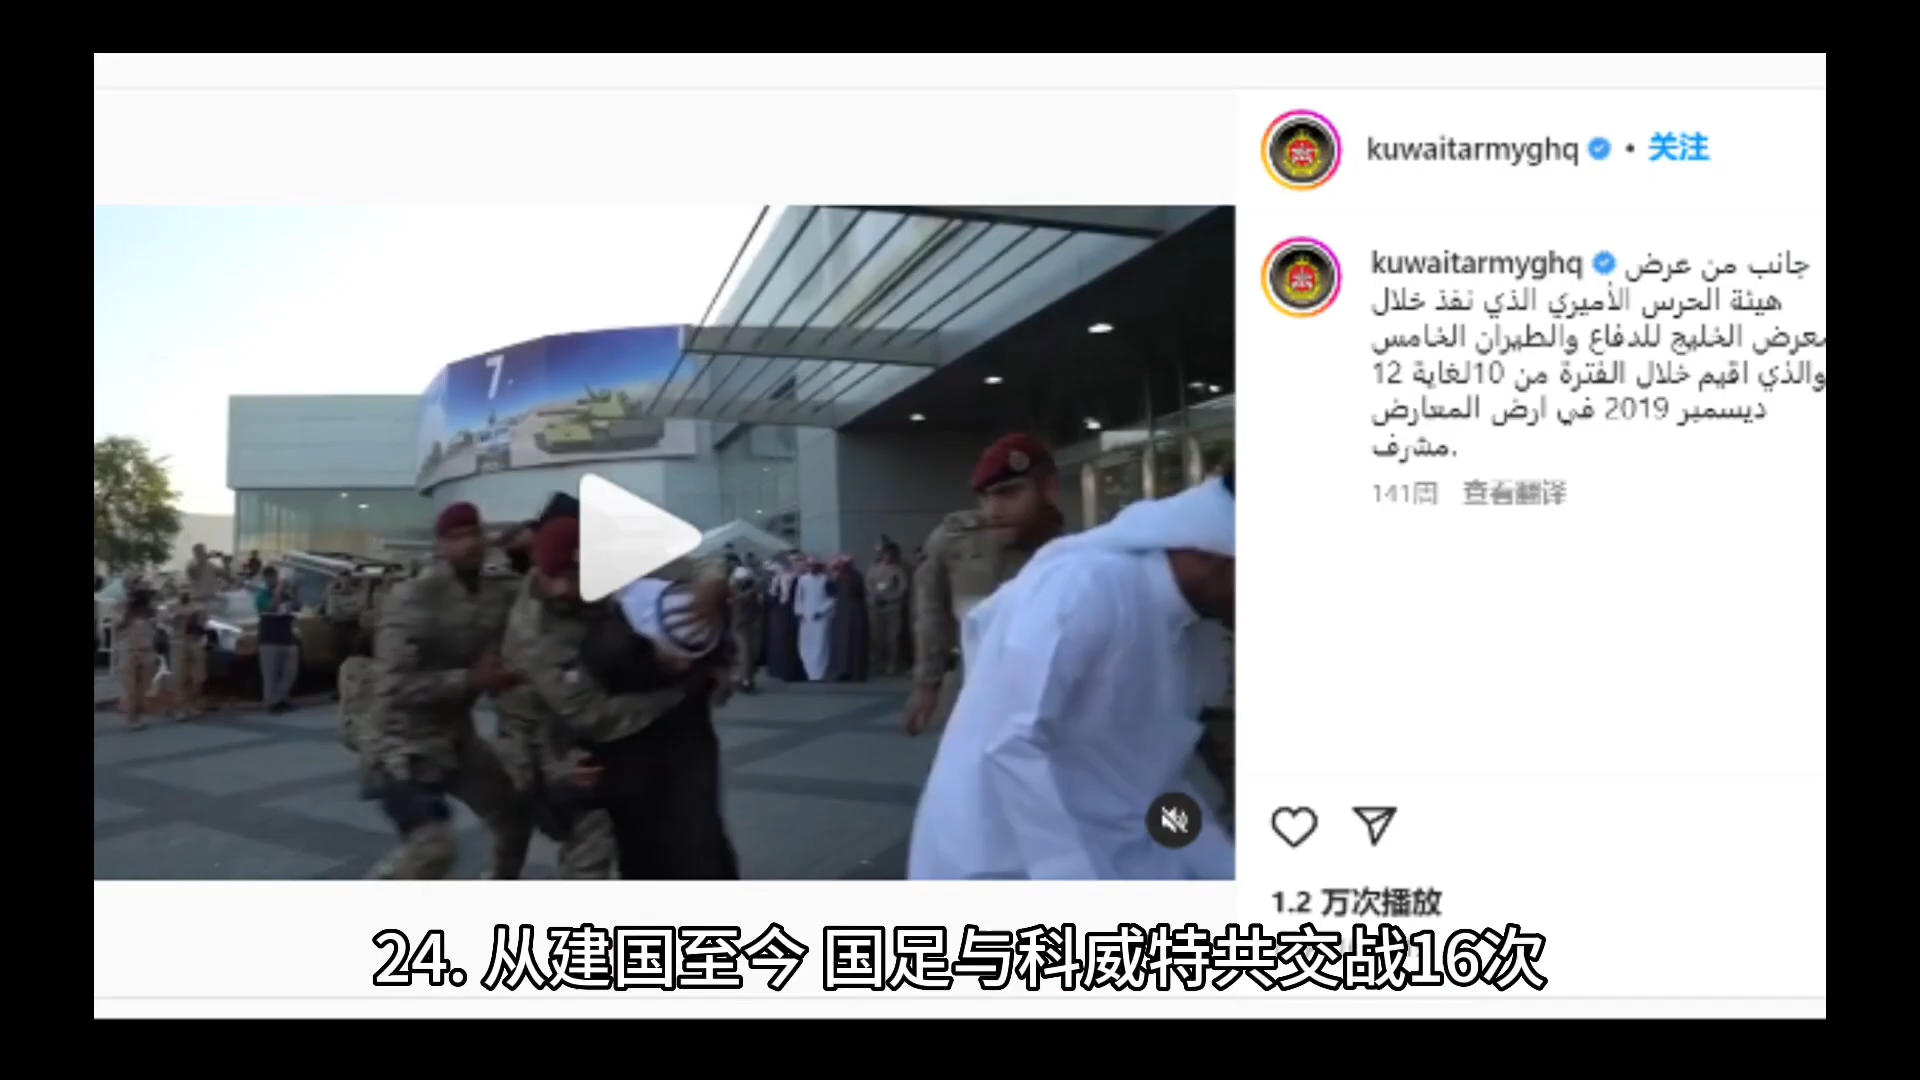 kuwaitarmyghq • 关注
kuwaitarmyghq جانب من عرض
هيئة الحرس الأميري الذي نفذ خلال
معرض الخليج للدفاع والطيران الخامس
والذي اقيم خلال الفترة من 10لغاية 12
ديسمبر 2019 في ارض المعارض
مشرف.
141周 查看翻译
7
1.2 万次播放
24. 从建国至今 国足与科威特共交战16次